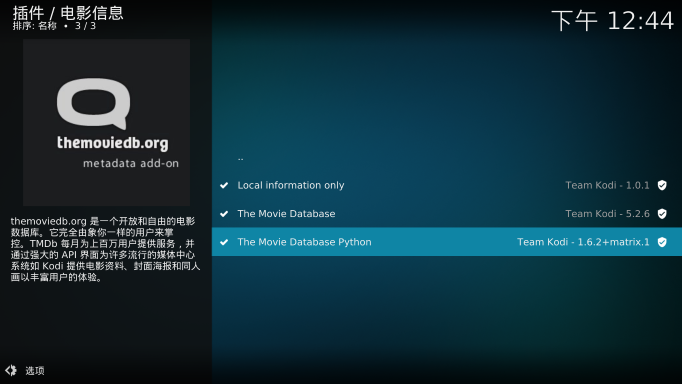 插件 / 电影信息
排序: 名称 • 3 / 3
下午 12:44
themoviedb.org
metadata add-on
..
Local information only
Team Kodi - 1.0.1
The Movie Database
Team Kodi - 5.2.6
The Movie Database Python
Team Kodi - 1.6.2+matrix.1
themoviedb.org 是一个开放和自由的电影
数据库。它完全由象你一样的用户来掌
控。TMDb 每月为上百万用户提供服务，并
通过强大的 API 界面为许多流行的媒体中心
系统如 Kodi 提供电影资料、封面海报和同人
画以丰富用户的体验。
选项